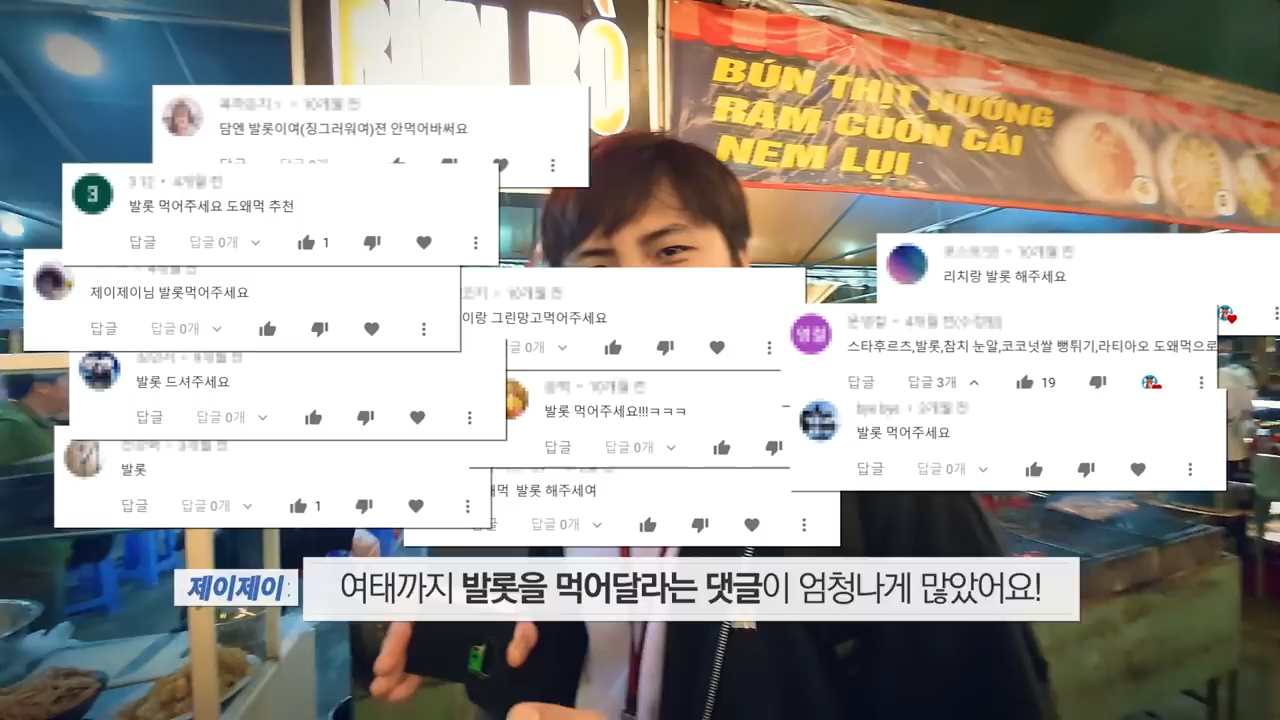 BÚN THỊT NƯỚNG
RAM CUỐN CẢI
NEM LỤI
담엔 발롯이여(징그러워여)젼 안먹어바써요
3
발롯 먹어주세요 도왜먹 추천
답글 답글 0개 1
제이제이님 발롯먹어주세요
답글 답글 0개
발롯 드셔주세요
답글 답글 0개
발롯
답글 답글 0개 1
이랑 그린망고먹어주세요
0개
발롯 먹어주세요!!!ㅋㅋㅋ
답글 답글 0개
발롯 해주세여
답글 0개
리치랑 발롯 해주세요
스타후르츠,발롯,참치 눈알,코코넛쌀 뻥튀기,라티아오 도왜먹으로
답글 답글 3개 19
발롯 먹어주세요
답글 답글 0개
제이제이:
여태까지 발롯을 먹어달라는 댓글이 엄청나게 많았어요!